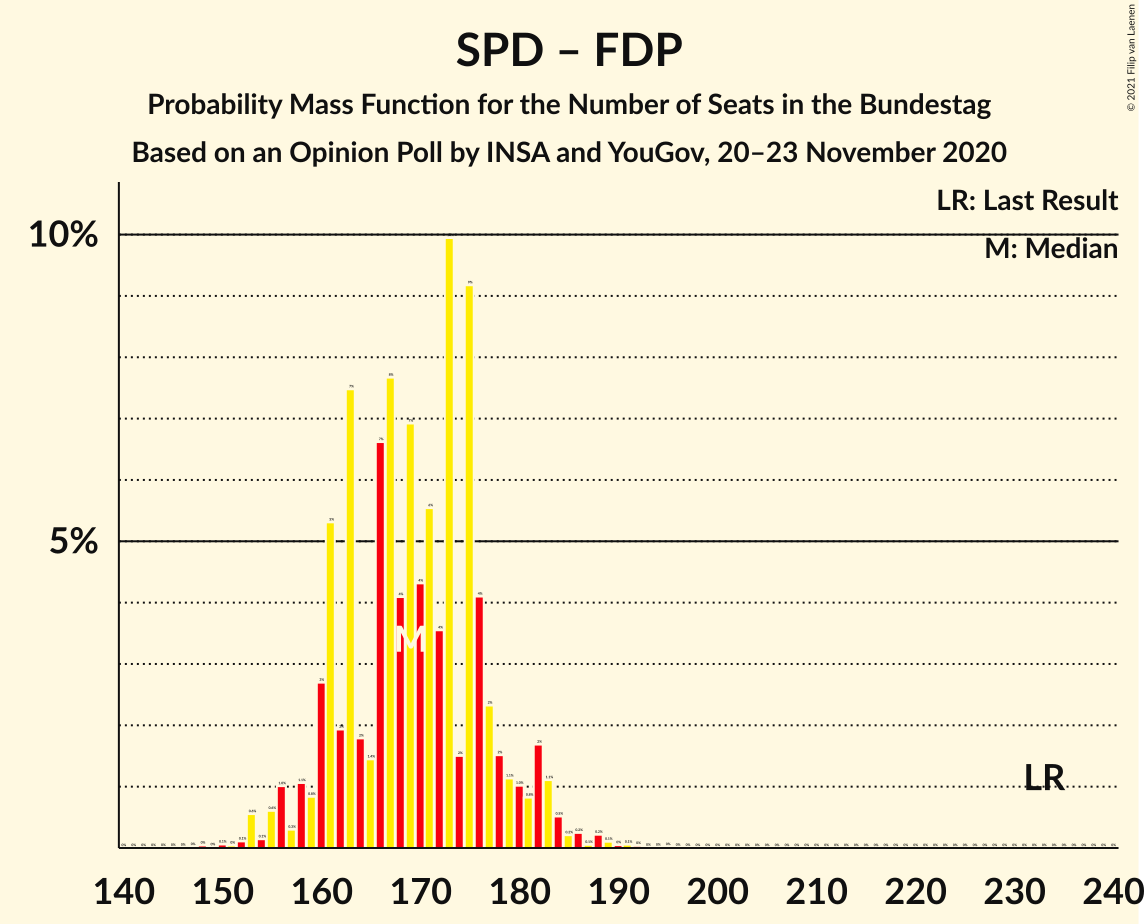 SPD – FDP
Probability Mass Function for the Number of Seats in the Bundestag
Based on an Opinion Poll by INSA and YouGov, 20–23 November 2020
© 2021 Filip van Laenen
LR: Last Result
M: Median
10%
5%
M
LR
140 150 160 170 180 190 200 210 220 230 240